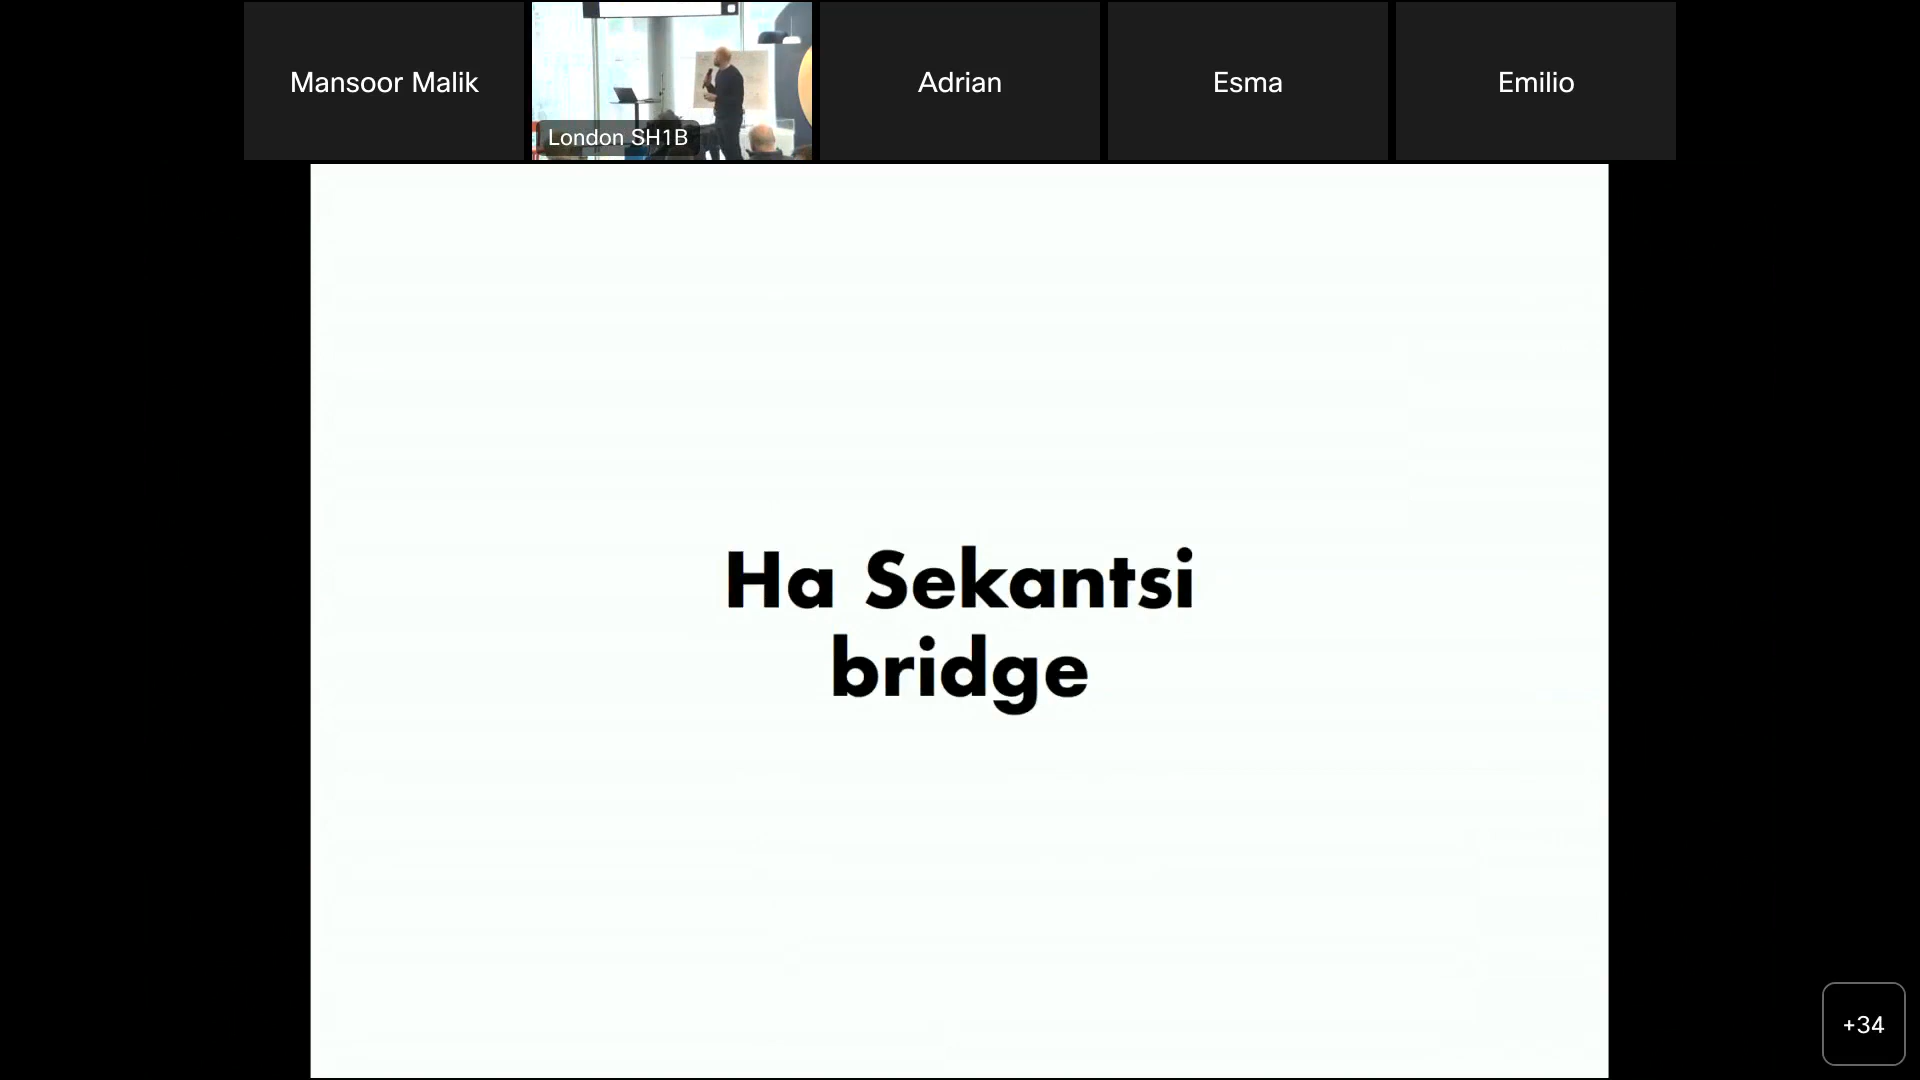 Mansoor Malik
London SH1B
Adrian
Esma
Emilio
Ha Sekantsi
bridge
+34